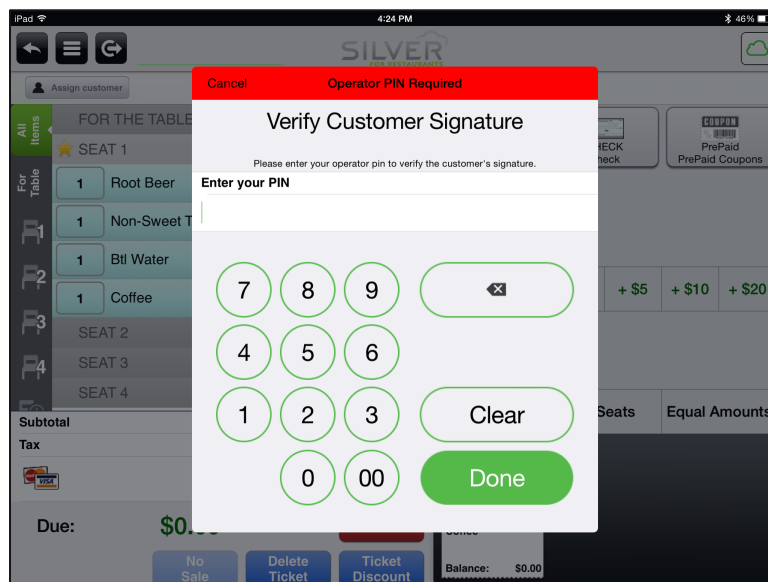 iPad 4:24 PM 46%
SILVER
FOR RESTAURANTS
Assign customer
Cancel Operator PIN Required
Verify Customer Signature
Please enter your operator pin to verify the customer's signature.
Enter your PIN
All Items
For Table
1
2
3
4
FOR THE TABLE
SEAT 1
1 Root Beer
1 Non-Sweet T
1 Btl Water
1 Coffee
SEAT 2
SEAT 3
SEAT 4
7 8 9
4 5 6
1 2 3 Clear
0 00 Done
COUPON
PrePaid
PrePaid Coupons
+ $5 + $10 + $20
Seats Equal Amounts
Subtotal
Tax
VISA
Due:
No Sale
Delete Ticket
Ticket Discount
Balance: $0.00